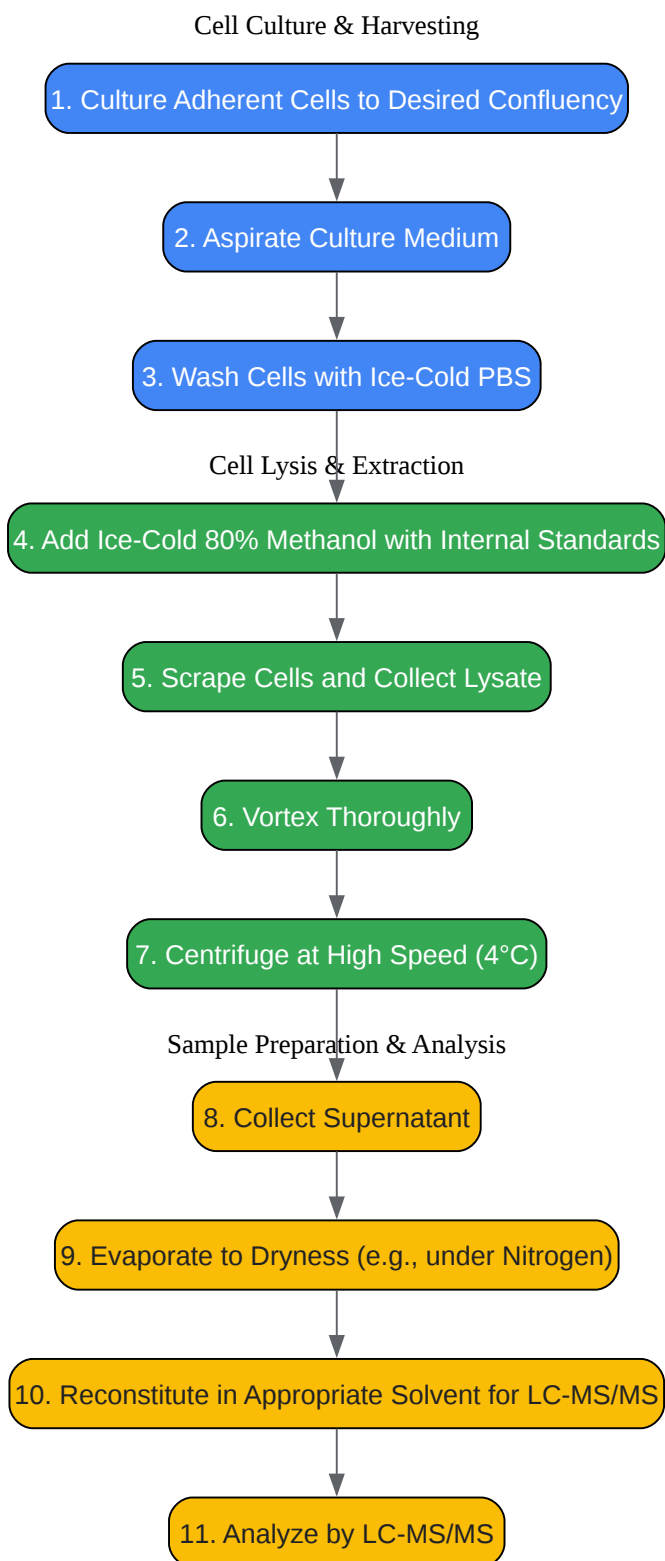 Cell Culture & Harvesting
1. Culture Adherent Cells to Desired Confluency
2. Aspirate Culture Medium
3. Wash Cells with Ice-Cold PBS
Cell Lysis & Extraction
4. Add Ice-Cold 80% Methanol with Internal Standards
5. Scrape Cells and Collect Lysate
6. Vortex Thoroughly
7. Centrifuge at High Speed (4°C)
Sample Preparation & Analysis
8. Collect Supernatant
9. Evaporate to Dryness (e.g., under Nitrogen)
10. Reconstitute in Appropriate Solvent for LC-MS/MS
11. Analyze by LC-MS/MS